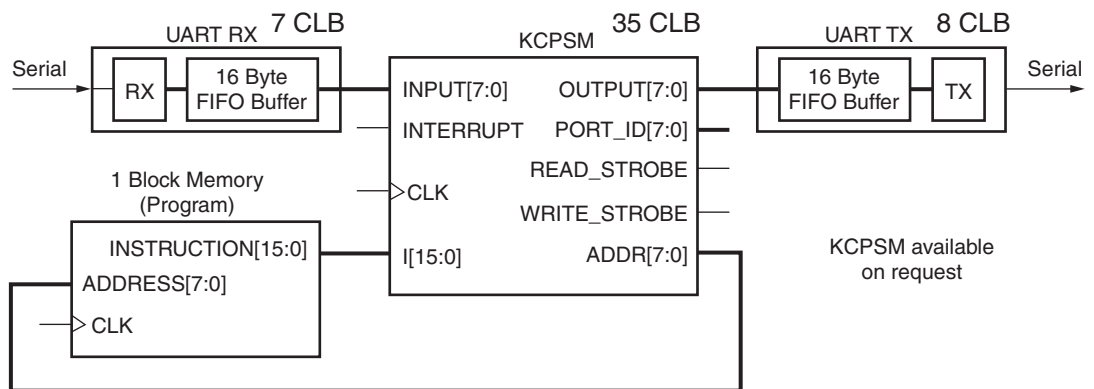 UART RX 7 CLB
Serial
RX
16 Byte
FIFO Buffer
KCPSM 35 CLB
INPUT[7:0]
INTERRUPT
CLK
I[15:0]
OUTPUT[7:0]
PORT_ID[7:0]
READ_STROBE
WRITE_STROBE
ADDR[7:0]
UART TX 8 CLB
16 Byte
FIFO Buffer
TX
Serial
1 Block Memory
(Program)
INSTRUCTION[15:0]
ADDRESS[7:0]
CLK
KCPSM available
on request